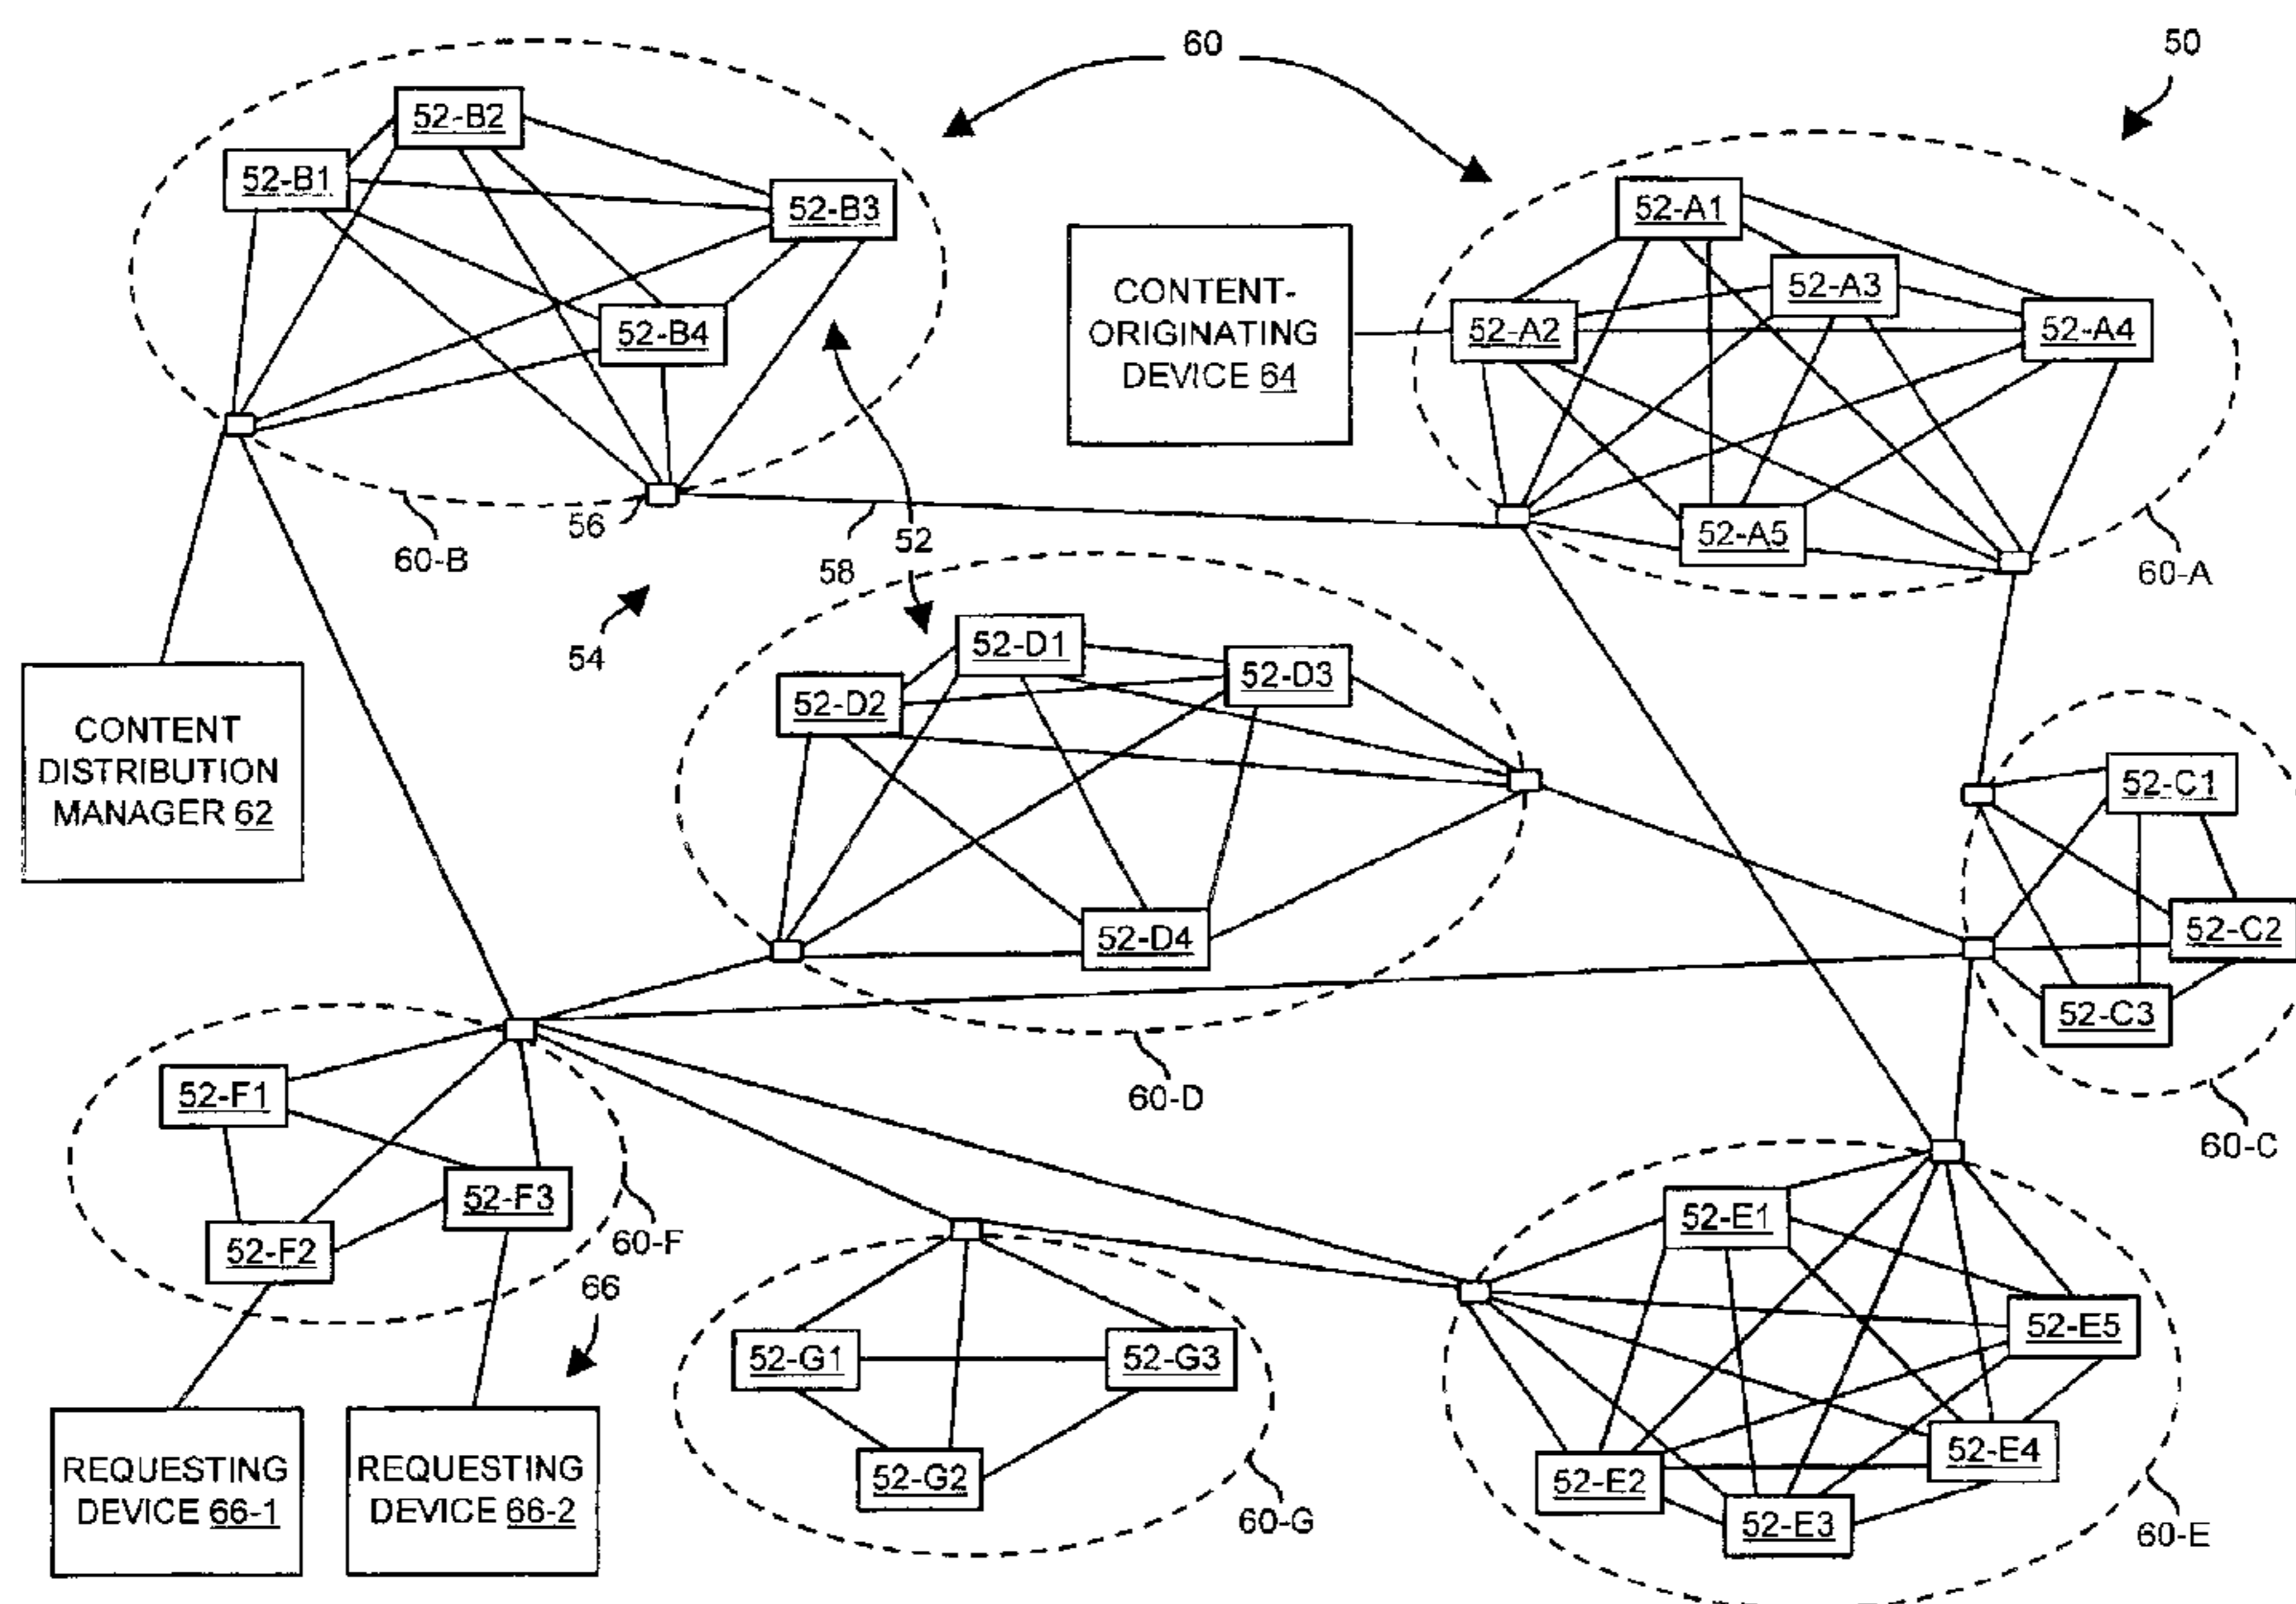 60
50
52-B2
52-B1
52-B3
52-B4
52-A1
52-A3
52-A2
52-A4
52-A5
CONTENT-
ORIGINATING
DEVICE 64
60-B
56
58
52
54
60-A
52-D1
52-D3
52-D2
52-D4
CONTENT
DISTRIBUTION
MANAGER 62
52-C1
52-C2
52-C3
60-D
60-C
52-F1
52-F3
52-F2
60-F
66
52-E1
52-E5
52-E4
52-E2
52-E3
52-G1
52-G3
52-G2
60-G
60-E
REQUESTING
DEVICE 66-1
REQUESTING
DEVICE 66-2